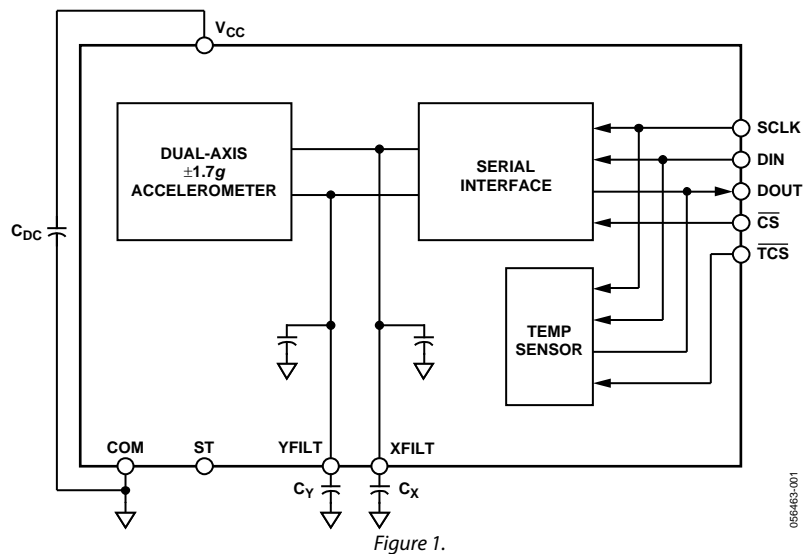 VCC
DUAL-AXIS
±1.7g
ACCELEROMETER
SERIAL
INTERFACE
SCLK
DIN
DOUT
CS
TCS
CDC
TEMP
SENSOR
COM
ST
YFILT
XFILT
CY
CX
056463-001
Figure 1.